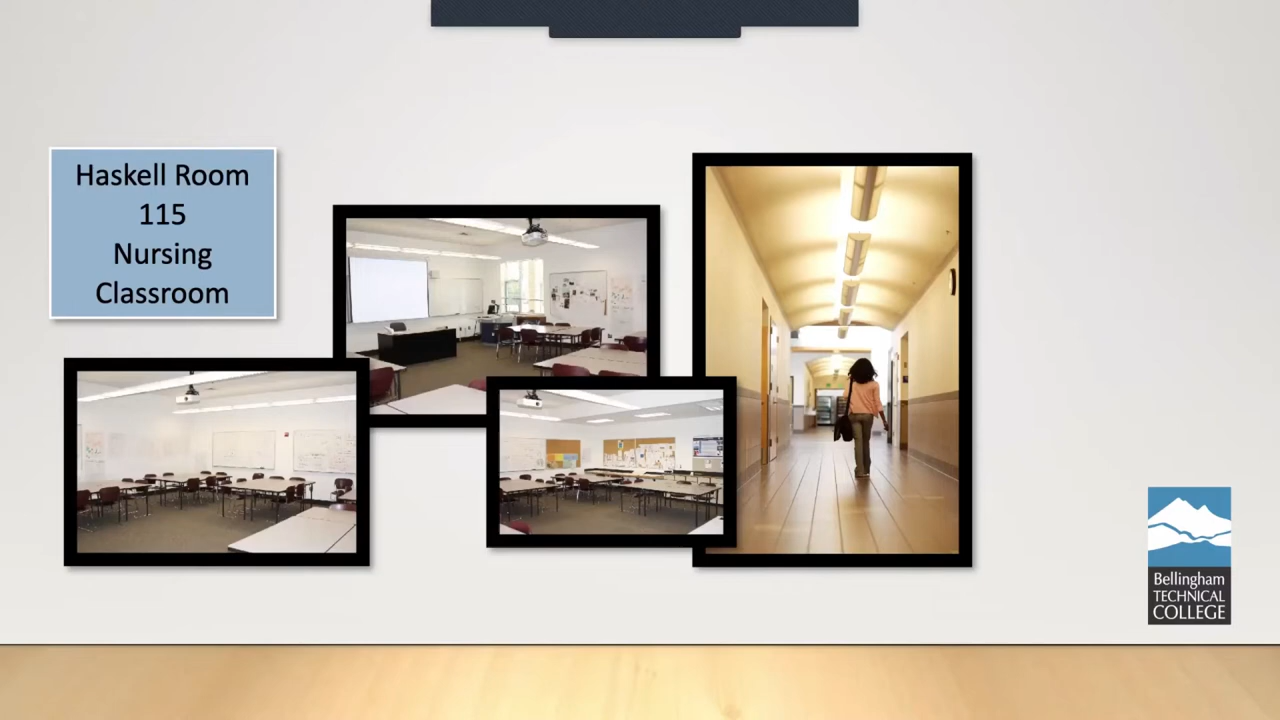 Haskell Room
115
Nursing
Classroom
Bellingham
TECHNICAL
COLLEGE